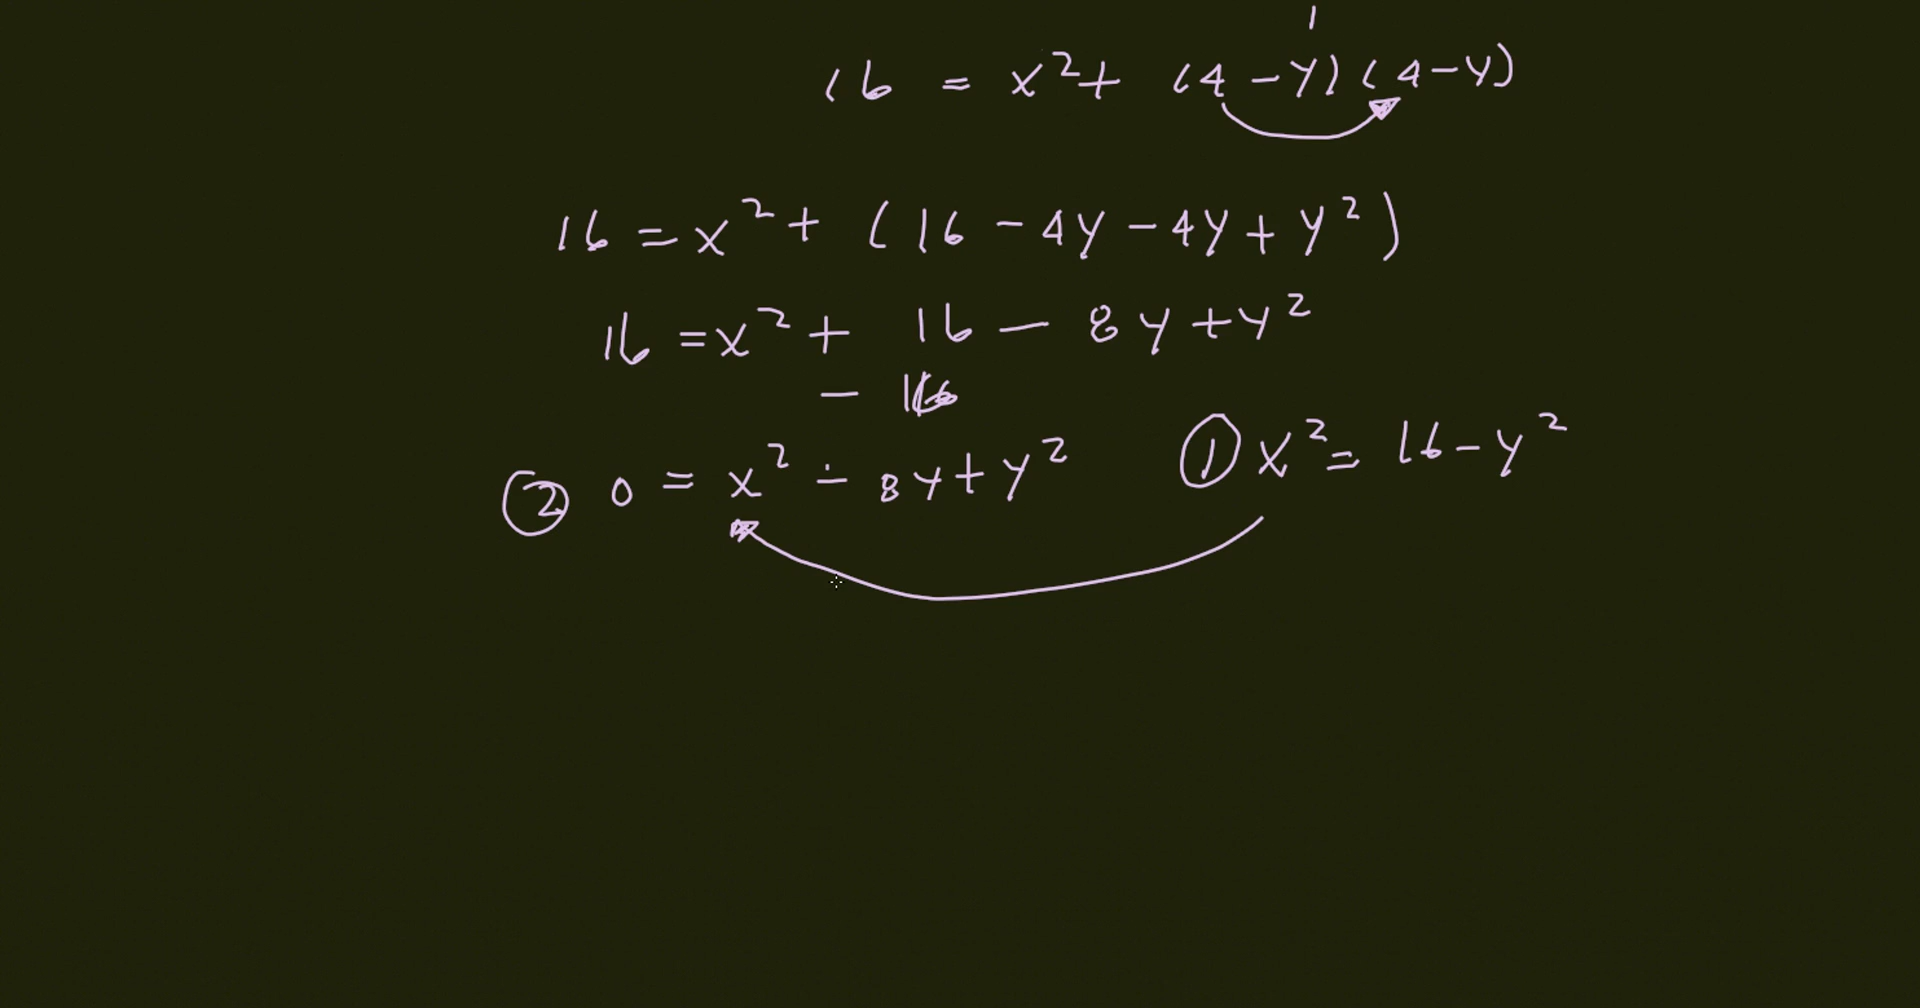 16 = x² + (4 - y)(4 - y)
16 = x² + (16 - 4y - 4y + y²)
16 = x² + 16 - 8y + y²
- 16
② 0 = x² - 8y + y² ① x² = 16 - y²